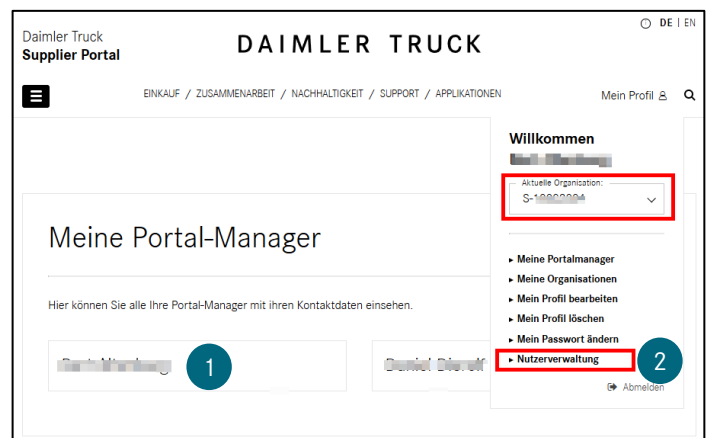 Daimler Truck
Supplier Portal
DAIMLER TRUCK
DE | EN
EINKAUF / ZUSAMMENARBEIT / NACHHALTIGKEIT / SUPPORT / APPLIKATIONEN
Mein Profil
Willkommen
Aktuelle Organisation:
Meine Portal-Manager
Hier können Sie alle Ihre Portal-Manager mit ihren Kontaktdaten einsehen.
1
▸ Meine Portalmanager
▸ Meine Organisationen
▸ Mein Profil bearbeiten
▸ Mein Profil löschen
▸ Mein Passwort ändern
▸ Nutzerverwaltung
2
Abmelden